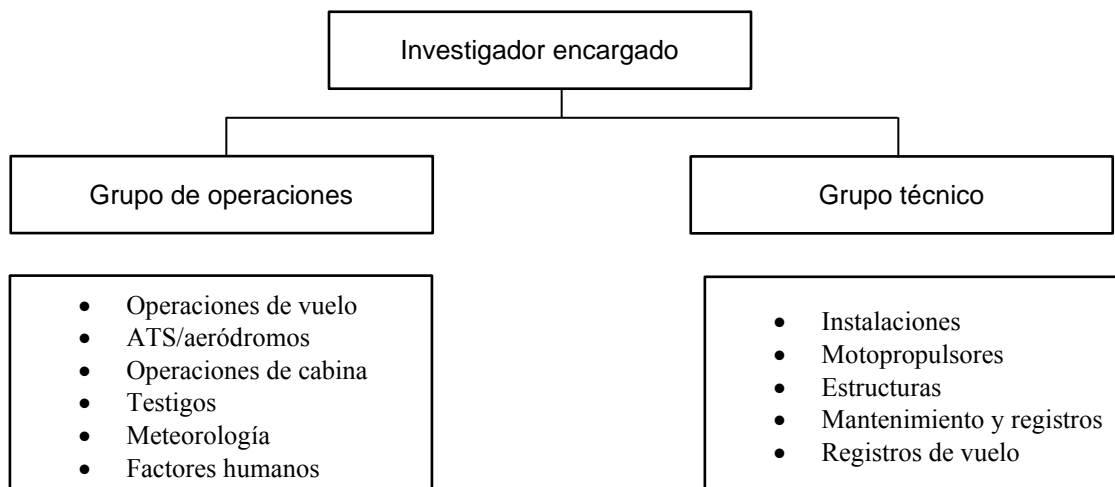 Investigador encargado
Grupo de operaciones
Grupo técnico
• Operaciones de vuelo
• ATS/aeródromos
• Operaciones de cabina
• Testigos
• Meteorología
• Factores humanos
• Instalaciones
• Motopropulsores
• Estructuras
• Mantenimiento y registros
• Registros de vuelo